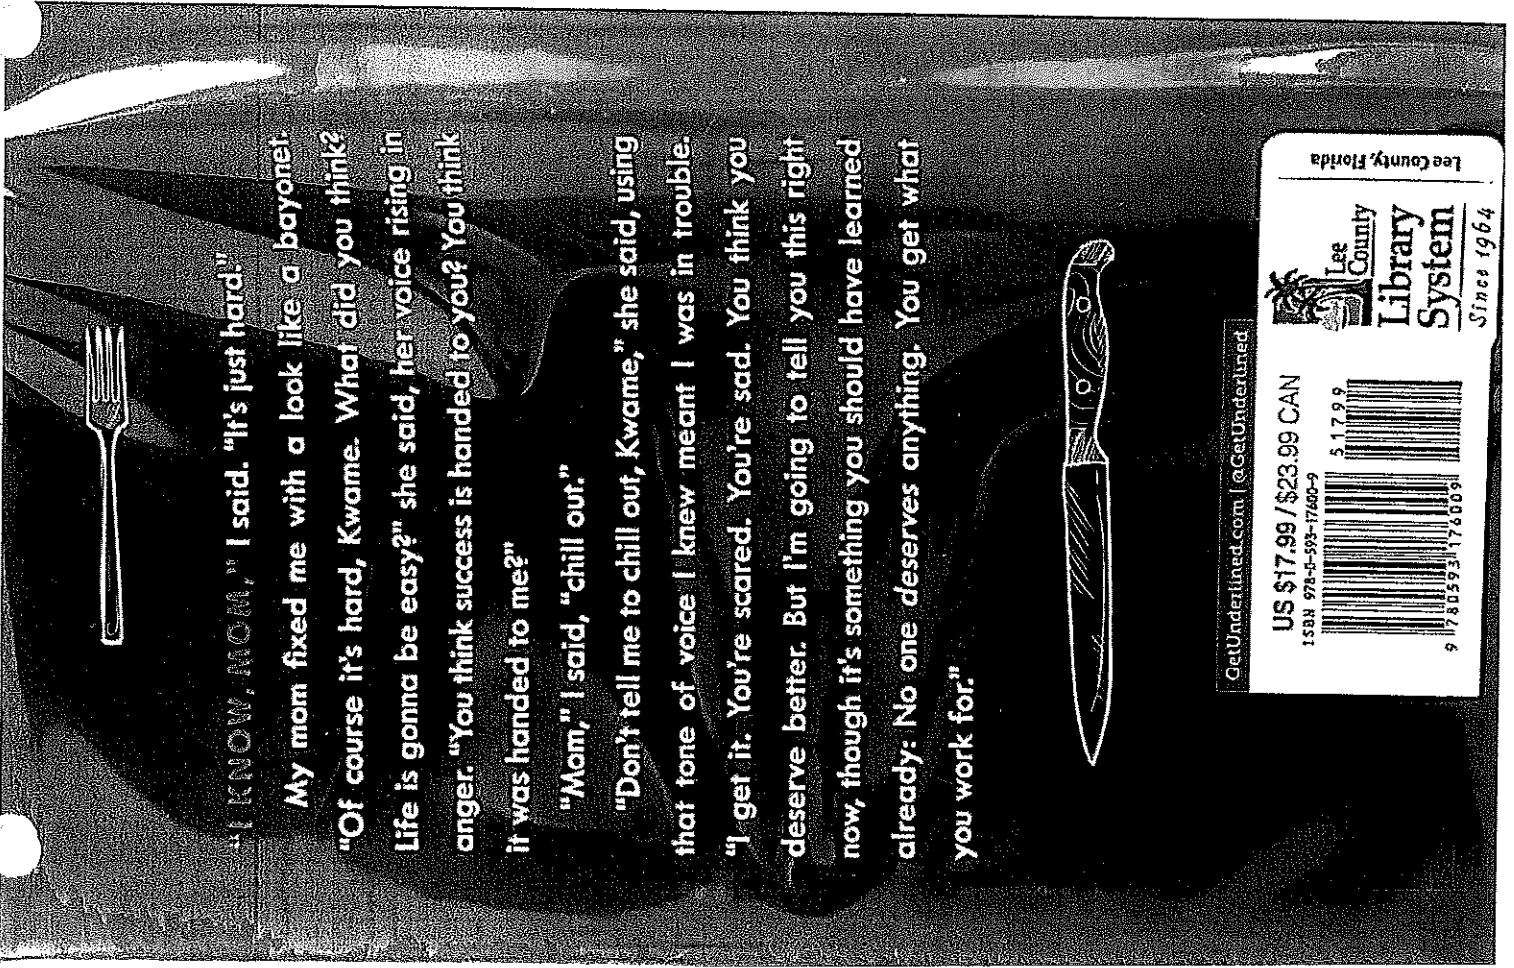 "I KNOW, MOM," I said. "It's just hard."
My mom fixed me with a look like a bayonet.
"Of course it's hard, Kwame. What did you think?
Life is gonna be easy?" she said, her voice rising in
anger. "You think success is handed to you? You think
it was handed to me?"
"Mom," I said, "chill out."
"Don't tell me to chill out, Kwame," she said, using
that tone of voice I knew meant I was in trouble.
"I get it. You're scared. You're sad. You think you
deserve better. But I'm going to tell you this right
now, though it's something you should have learned
already: No one deserves anything. You get what
you work for."
GetUnderlined.com | @GetUnderlined
US $17.99 / $23.99 CAN
ISBN 978-0-593-17600-9
51799
9 780593 176009
Lee
County
Library
System
Since 1964
Lee County, Florida